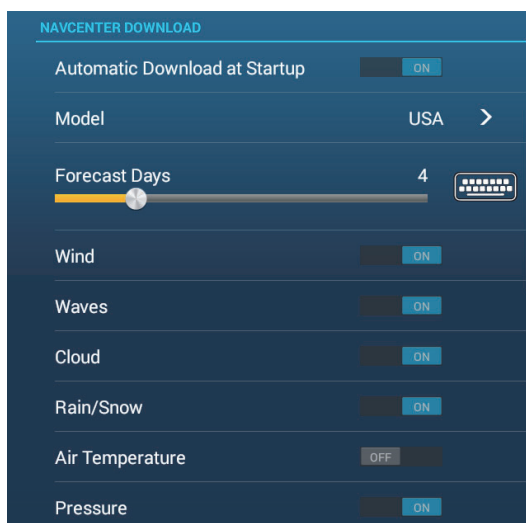 NAVCENTER DOWNLOAD
Automatic Download at Startup ON
Model USA >
Forecast Days 4
Wind ON
Waves ON
Cloud ON
Rain/Snow ON
Air Temperature OFF
Pressure ON